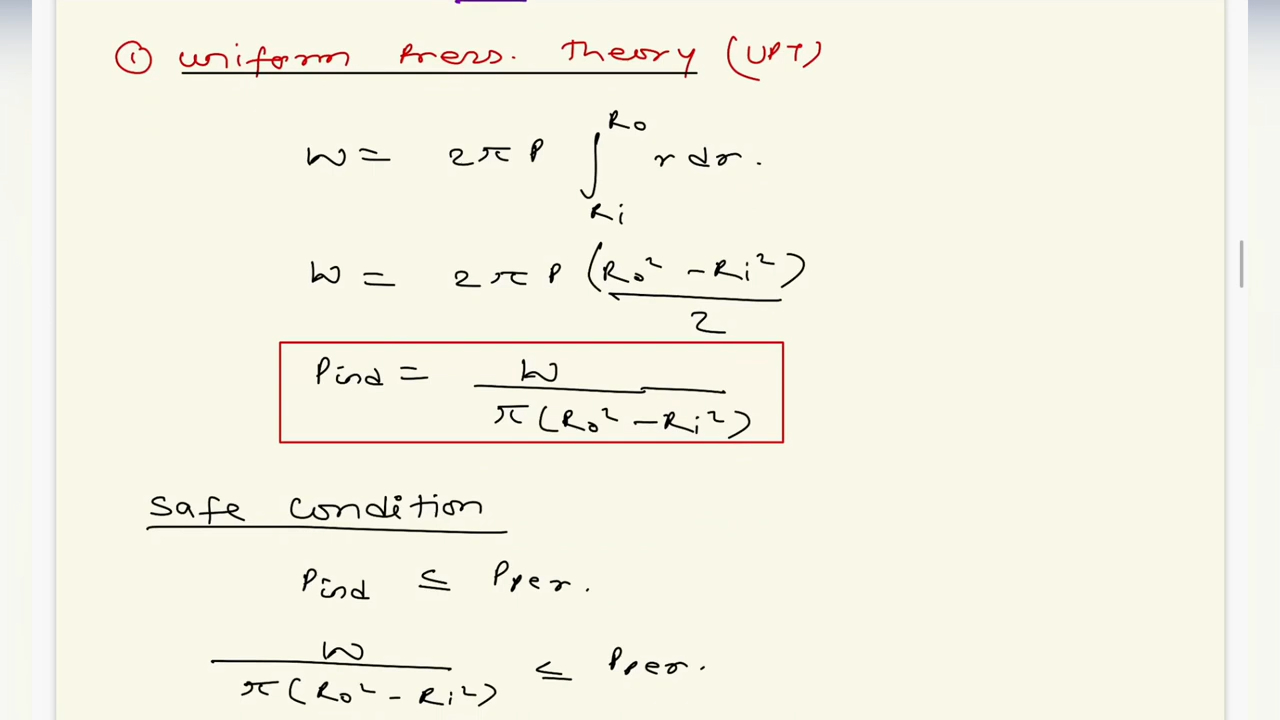 ① Uniform Press. Theory (UPT)
W = 2πP ∫_{Ri}^{Ro} r dr.
W = 2πP (Ro² - Ri²)/2
Pind = W/π(Ro² - Ri²)
Safe Condition
Pind ≤ Pper.
W/π(Ro² - Ri²) ≤ Pper.